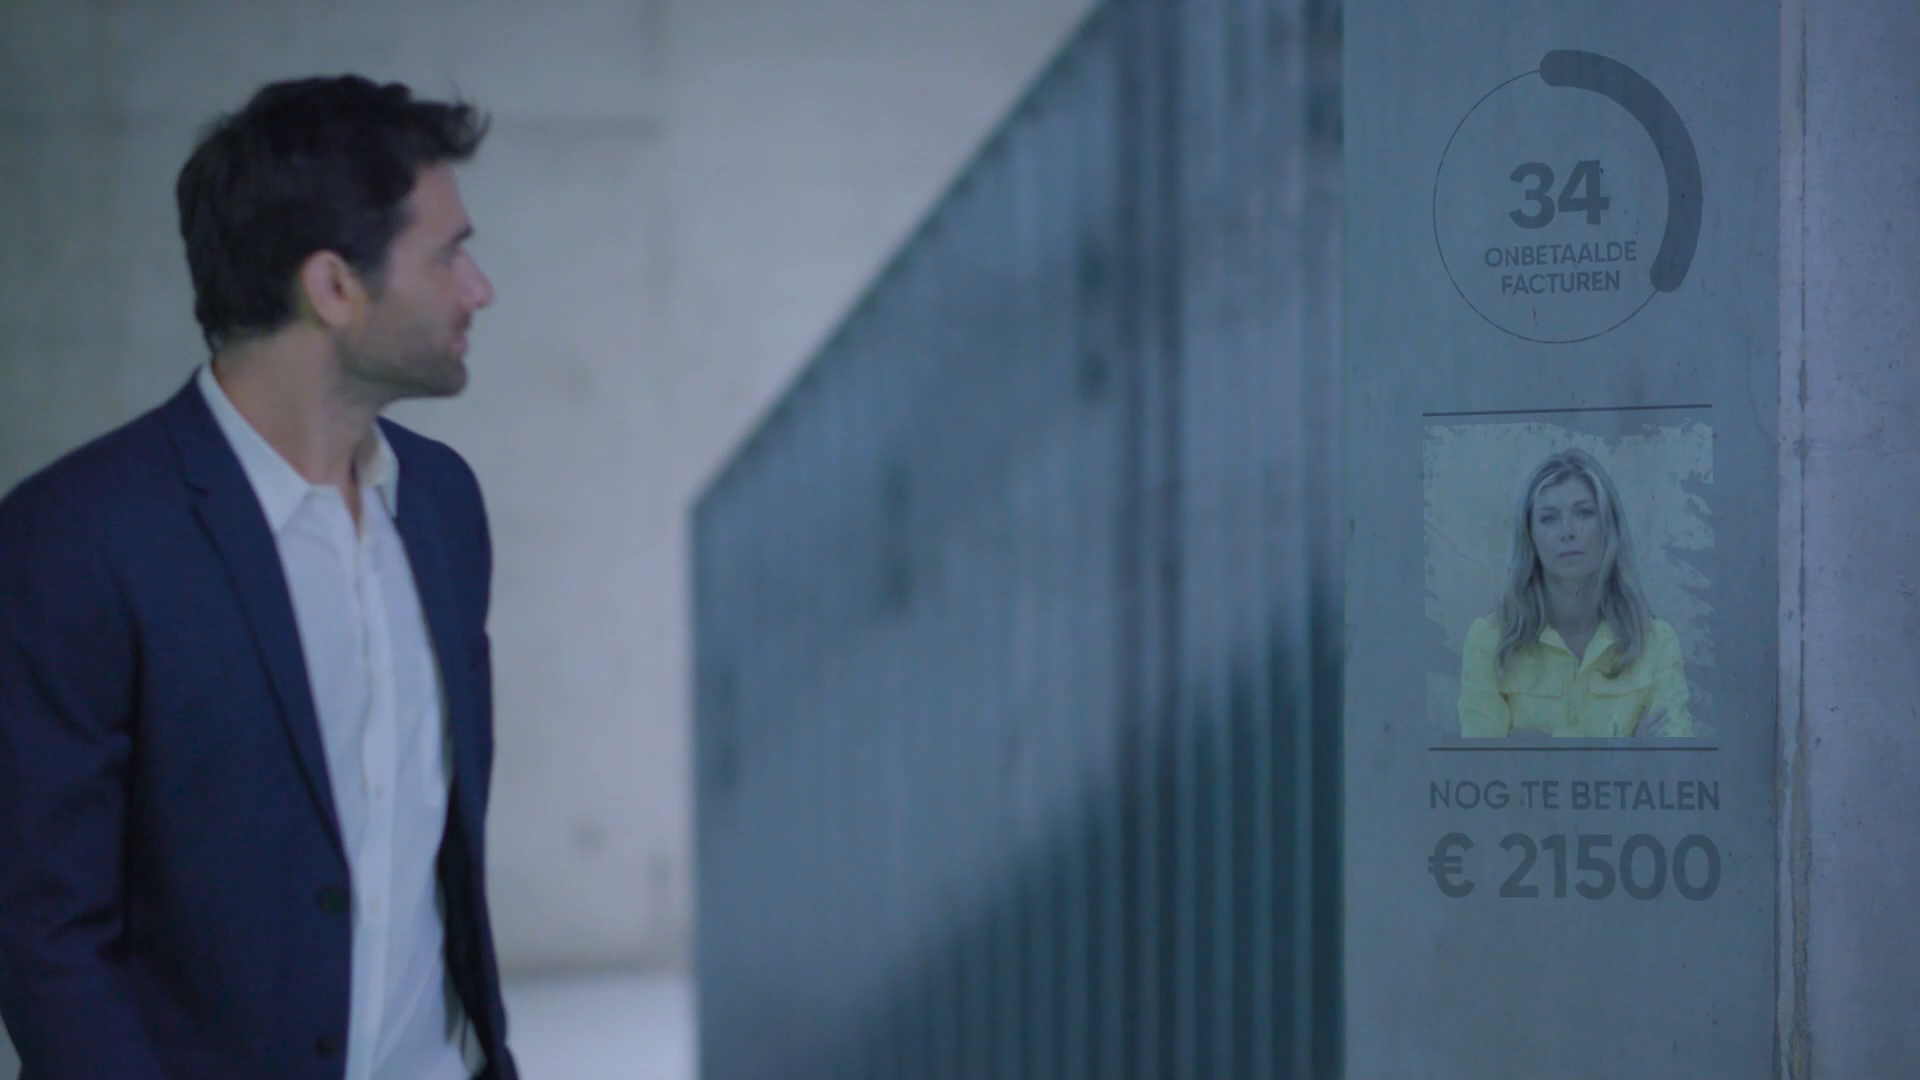 34
ONBETAALDE
FACTUREN
NOG TE BETALEN
€ 21500